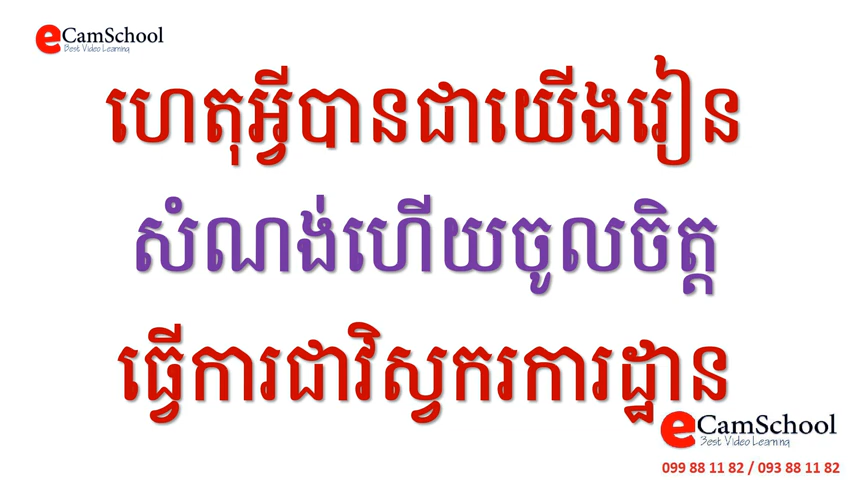 eCamSchool
Best Video Learning
ហេតុអ្វីបានជាយើងរៀន
សំណង់ហើយចូលចិត្ត
ធ្វើការជាវិស្វករការដ្ឋាន
eCamSchool
Best Video Learning
099 88 11 82 / 093 88 11 82